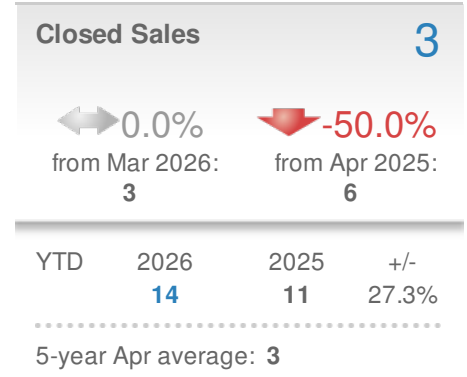 Closed Sales 3
0.0% -50.0%
from Mar 2026: from Apr 2025:
3 6
YTD 2026 2025 +/-
14 11 27.3%
5-year Apr average: 3